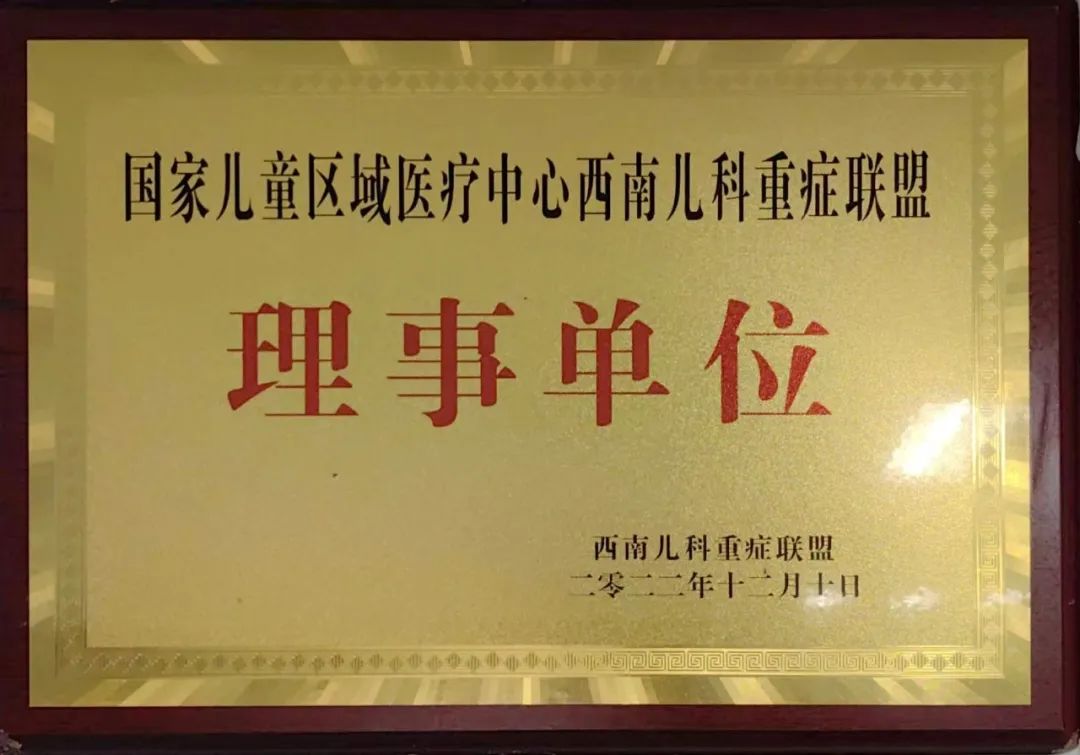 国家儿童区域医疗中心西南儿科重症联盟
理事单位
西南儿科重症联盟
二零二二年十二月十日